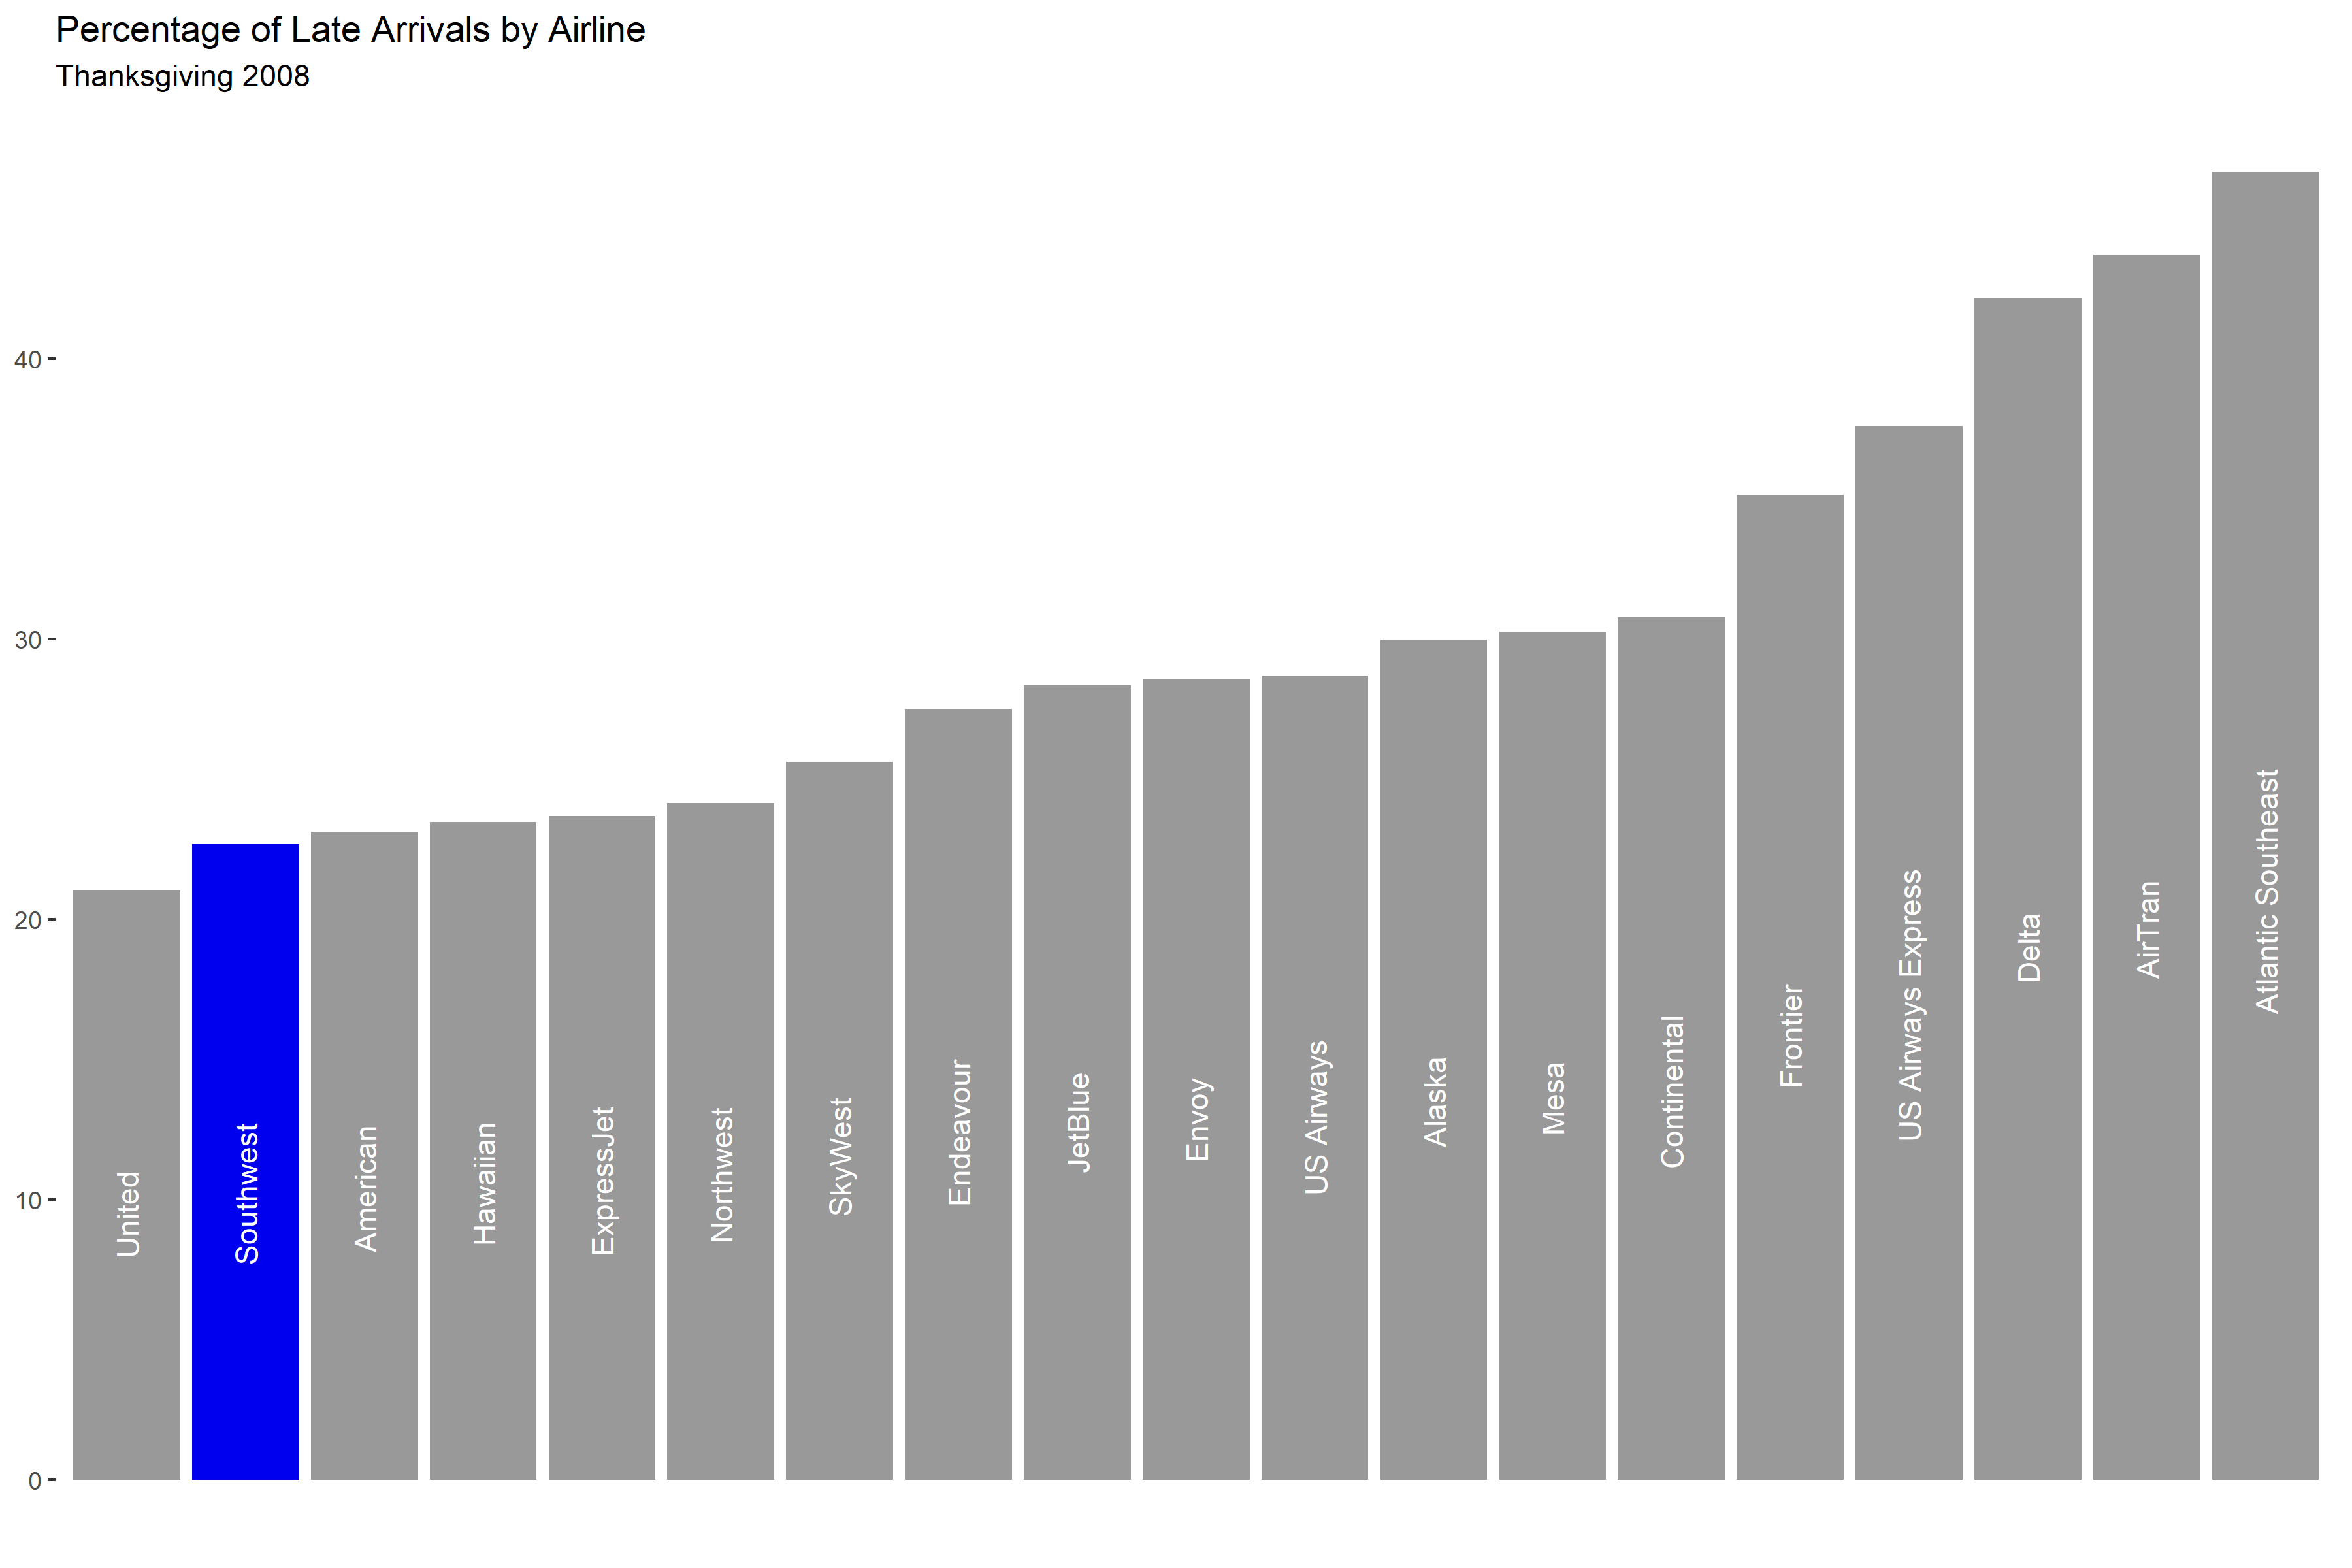 Percentage of Late Arrivals by Airline
Thanksgiving 2008
40
30
20
10
0
United
Southwest
American
Hawaiian
ExpressJet
Northwest
SkyWest
Endeavour
JetBlue
Envoy
US Airways
Alaska
Mesa
Continental
Frontier
US Airways Express
Delta
AirTran
Atlantic Southeast